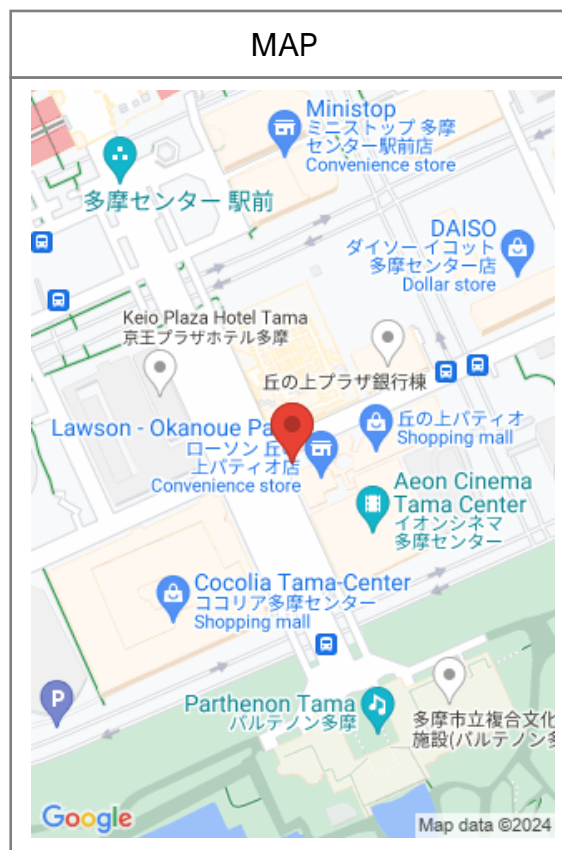 MAP
Ministop
ミニストップ 多摩
センター駅前店
Convenience store
多摩センター 駅前
DAISO
ダイソー イコット
多摩センター店
Dollar store
Keio Plaza Hotel Tama
京王プラザホテル多摩
丘の上プラザ銀行棟
Lawson - Okanoue Pa
ローソン 丘の
上パティオ店
Convenience store
丘の上パティオ
Shopping mall
Aeon Cinema
Tama Center
イオンシネマ
多摩センター
Cocolia Tama-Center
ココリア多摩センター
Shopping mall
P
Parthenon Tama
パルテノン多摩
多摩市立複合文化
施設(パルテノン多
Google
Map data ©2024